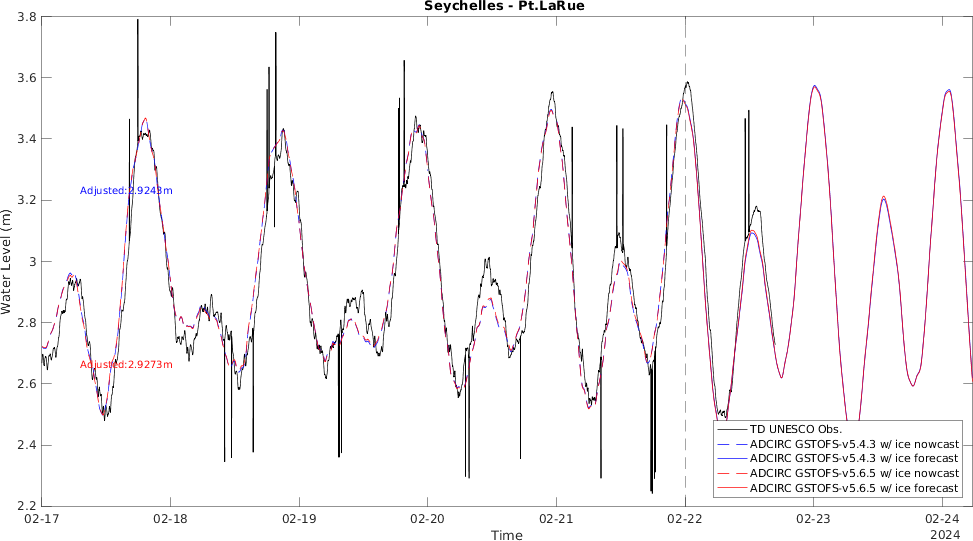 Seychelles - Pt.LaRue
3.8
3.6
3.4
3.2
3
2.8
2.6
2.4
2.2
Water Level (m)
Adjusted:2.9243m
Adjusted:2.9273m
TD UNESCO Obs.
ADCIRC GSTOFS-v5.4.3 w/ ice nowcast
ADCIRC GSTOFS-v5.4.3 w/ ice forecast
ADCIRC GSTOFS-v5.6.5 w/ ice nowcast
ADCIRC GSTOFS-v5.6.5 w/ ice forecast
02-17 02-18 02-19 02-20 02-21 02-22 02-23 02-24
Time
2024